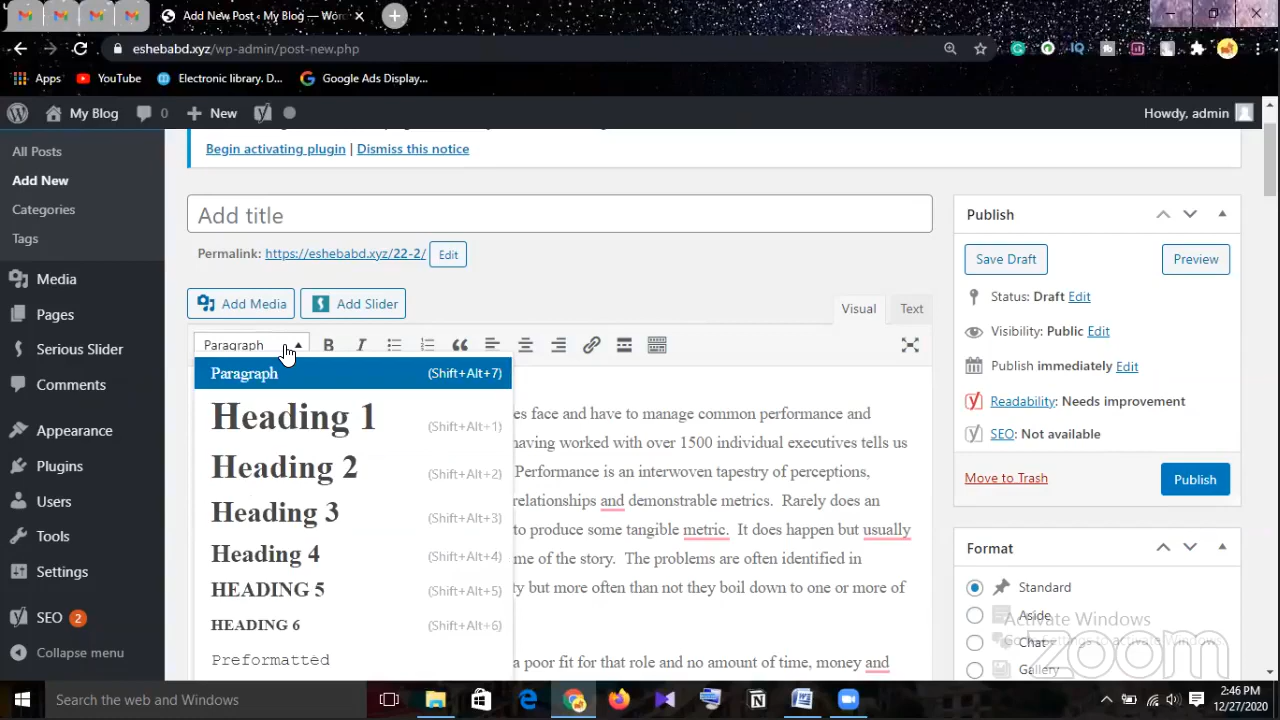 Add New Post ‹ My Blog — Wor
eshebabd.xyz/wp-admin/post-new.php
Apps
YouTube
Electronic library. D...
Google Ads Display...
My Blog
0
New
Howdy, admin
All Posts
Add New
Categories
Tags
Media
Pages
Serious Slider
Comments
Appearance
Plugins
Users
Tools
Settings
SEO 2
Collapse menu
Begin activating plugin | Dismiss this notice
Add title
Permalink: https://eshebabd.xyz/22-2/ Edit
Add Media
Add Slider
Visual
Text
Paragraph
B I
Paragraph (Shift+Alt+7)
Heading 1 (Shift+Alt+1)
Heading 2 (Shift+Alt+2)
Heading 3 (Shift+Alt+3)
Heading 4 (Shift+Alt+4)
HEADING 5 (Shift+Alt+5)
HEADING 6 (Shift+Alt+6)
Preformatted
es face and have to manage common performance and
having worked with over 1500 individual executives tells us
Performance is an interwoven tapestry of perceptions,
relationships and demonstrable metrics. Rarely does an
to produce some tangible metric. It does happen but usually
me of the story. The problems are often identified in
ty but more often than not they boil down to one or more of
a poor fit for that role and no amount of time, money and
Publish
Save Draft
Preview
Status: Draft Edit
Visibility: Public Edit
Publish immediately Edit
Readability: Needs improvement
SEO: Not available
Move to Trash
Publish
Format
Standard
Aside
Chat
Gallery
Activate Windows
zoom
Search the web and Windows
2:46 PM
12/27/2020